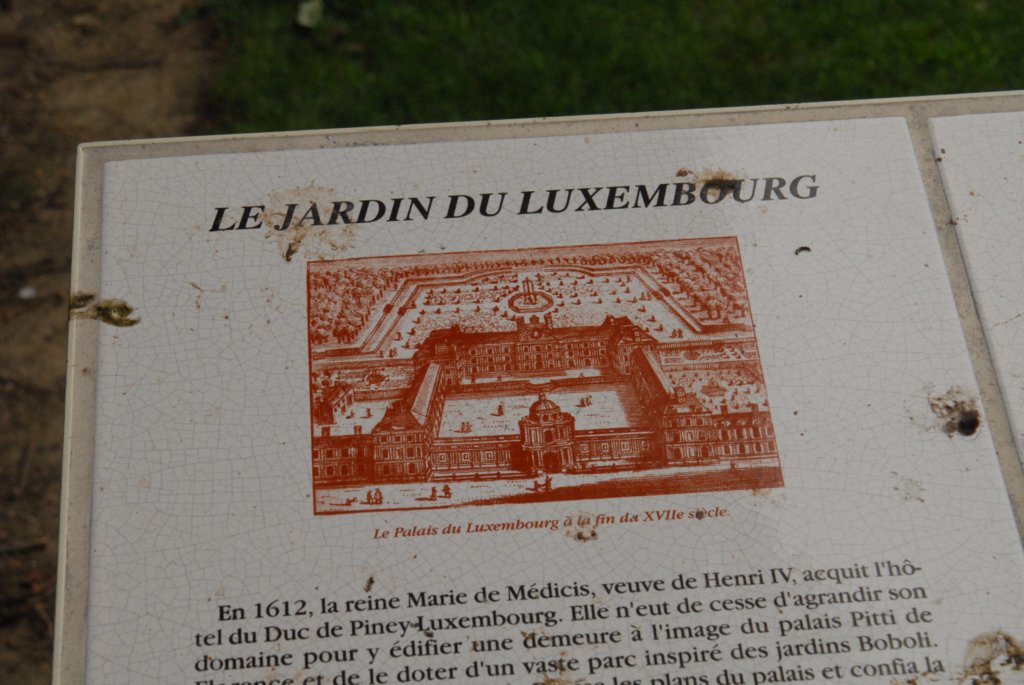 LE JARDIN DU LUXEMBOURG
Le Palais du Luxembourg à la fin du XVIIe siècle.
En 1612, la reine Marie de Médicis, veuve de Henri IV, acquit l'hô-
tel du Duc de Piney-Luxembourg. Elle n'eut de cesse d'agrandir son
domaine pour y édifier une demeure à l'image du palais Pitti de
Florence et de le doter d'un vaste parc inspiré des jardins Boboli.
les plans du palais et confia la